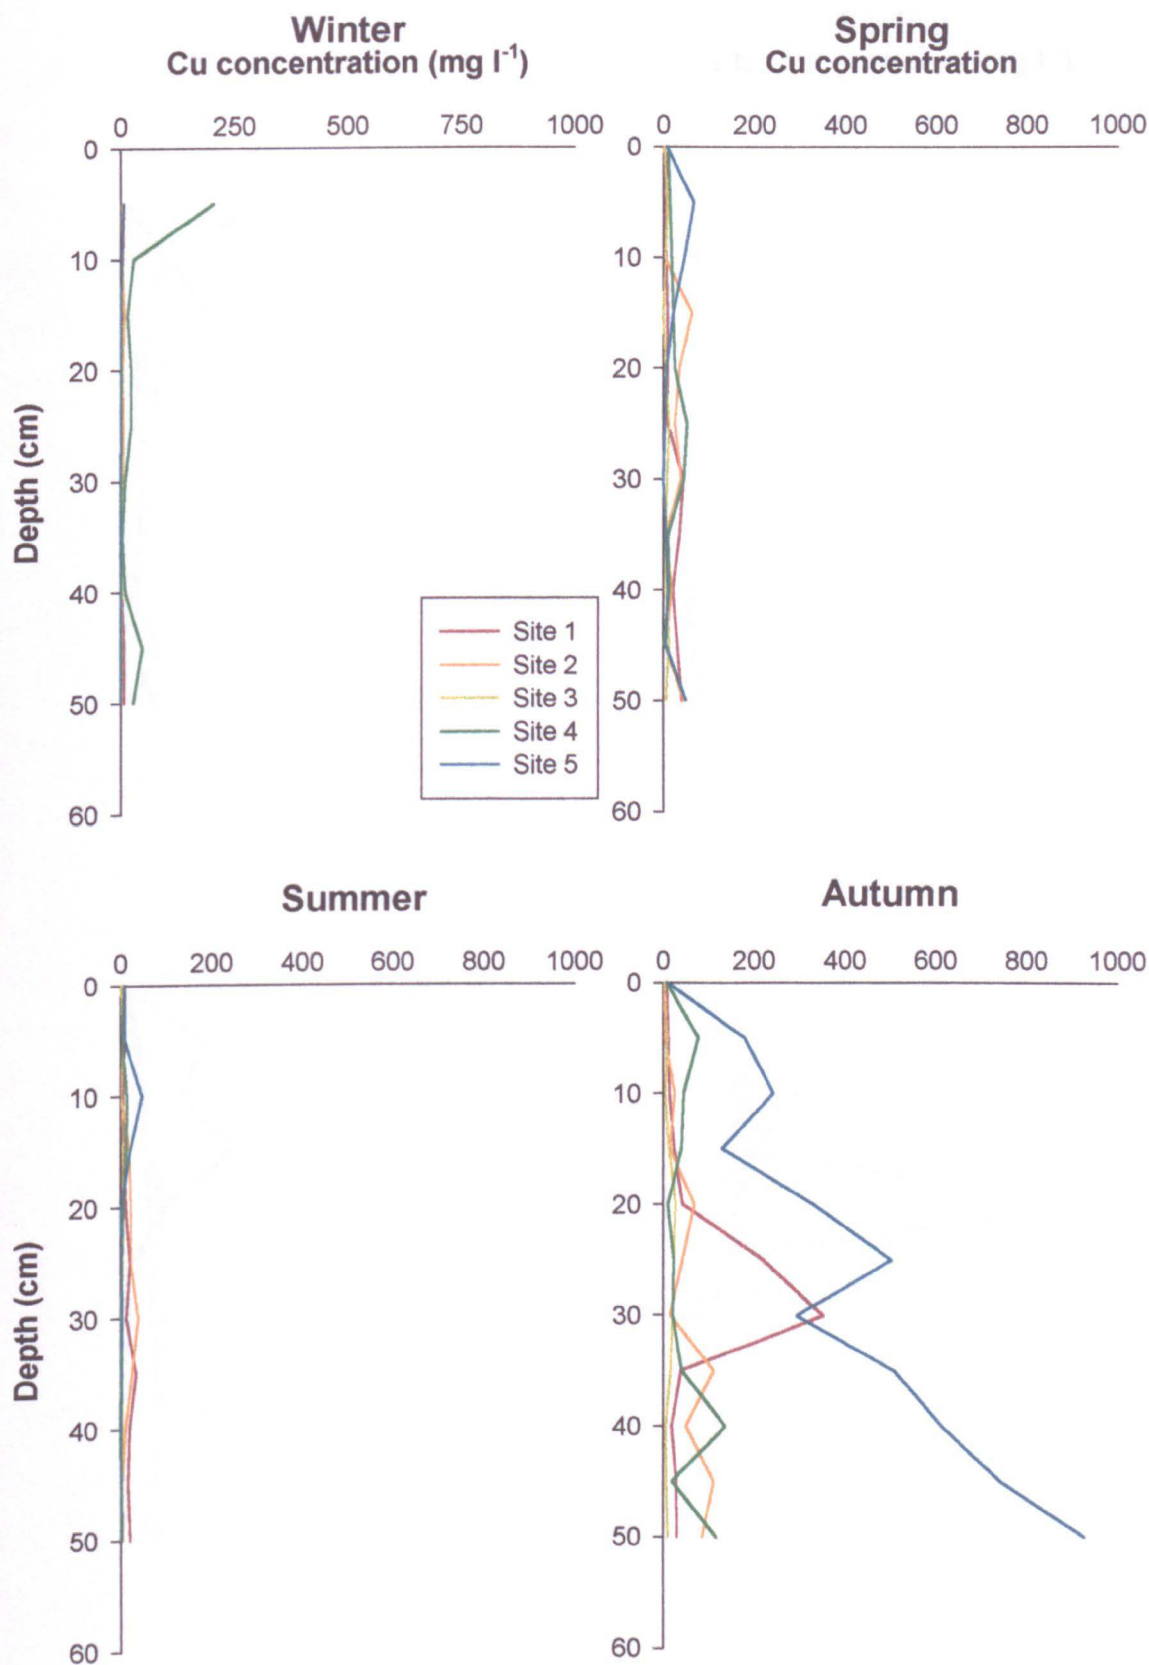 Winter
Cu concentration (mg l⁻¹)
0 250 500 750 1000
0
10
20
30
40
50
60
Depth (cm)
Site 1
Site 2
Site 3
Site 4
Site 5
Spring
Cu concentration
0 200 400 600 800 1000
0
10
20
30
40
50
60
Summer
0 200 400 600 800 1000
0
10
20
30
40
50
60
Depth (cm)
Autumn
0 200 400 600 800 1000
0
10
20
30
40
50
60